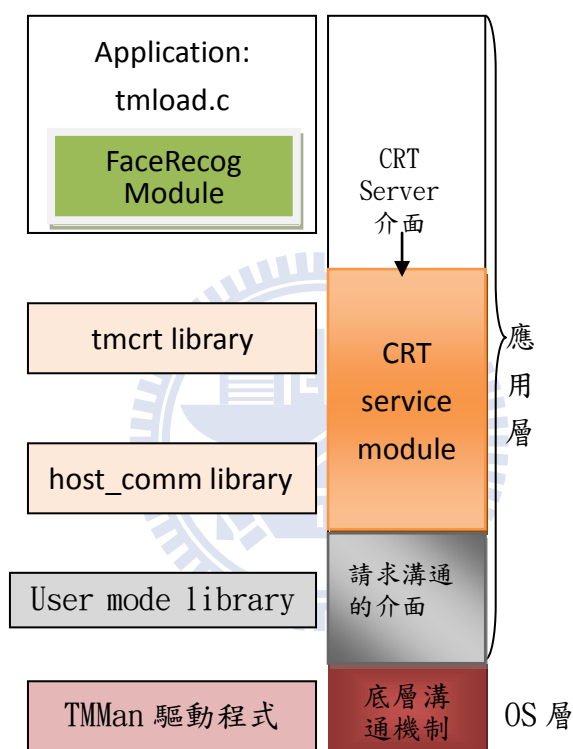 Application:
tmload.c
FaceRecog
Module
CRT
Server
介面
tmcrt library
CRT
service
module
host_comm library
應
用
層
User mode library
請求溝通
的介面
TMMan 驅動程式
底層溝
通機制
OS 層